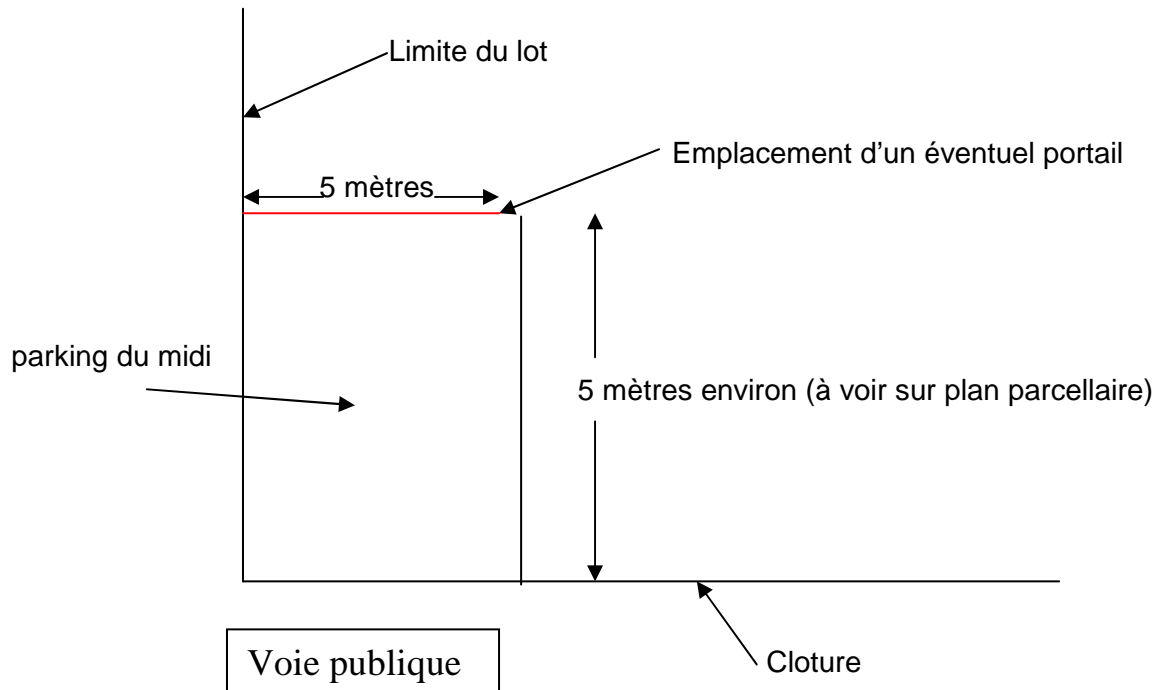 Limite du lot
Emplacement d'un éventuel portail
5 mètres
parking du midi
5 mètres environ (à voir sur plan parcellaire)
Voie publique
Cloture